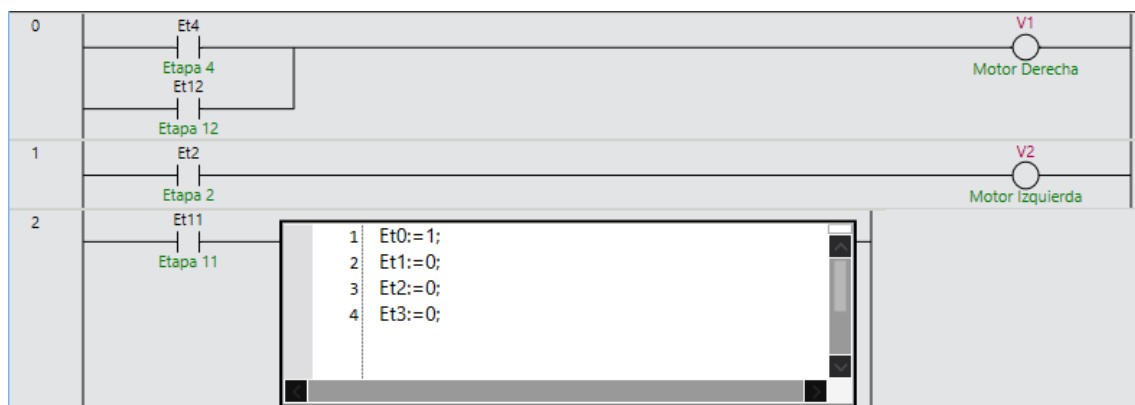 0
Et4
V1
Etapa 4
Motor Derecha
Et12
Etapa 12
1
Et2
V2
Etapa 2
Motor Izquierda
2
Et11
Etapa 11
1 Et0:=1;
2 Et1:=0;
3 Et2:=0;
4 Et3:=0;